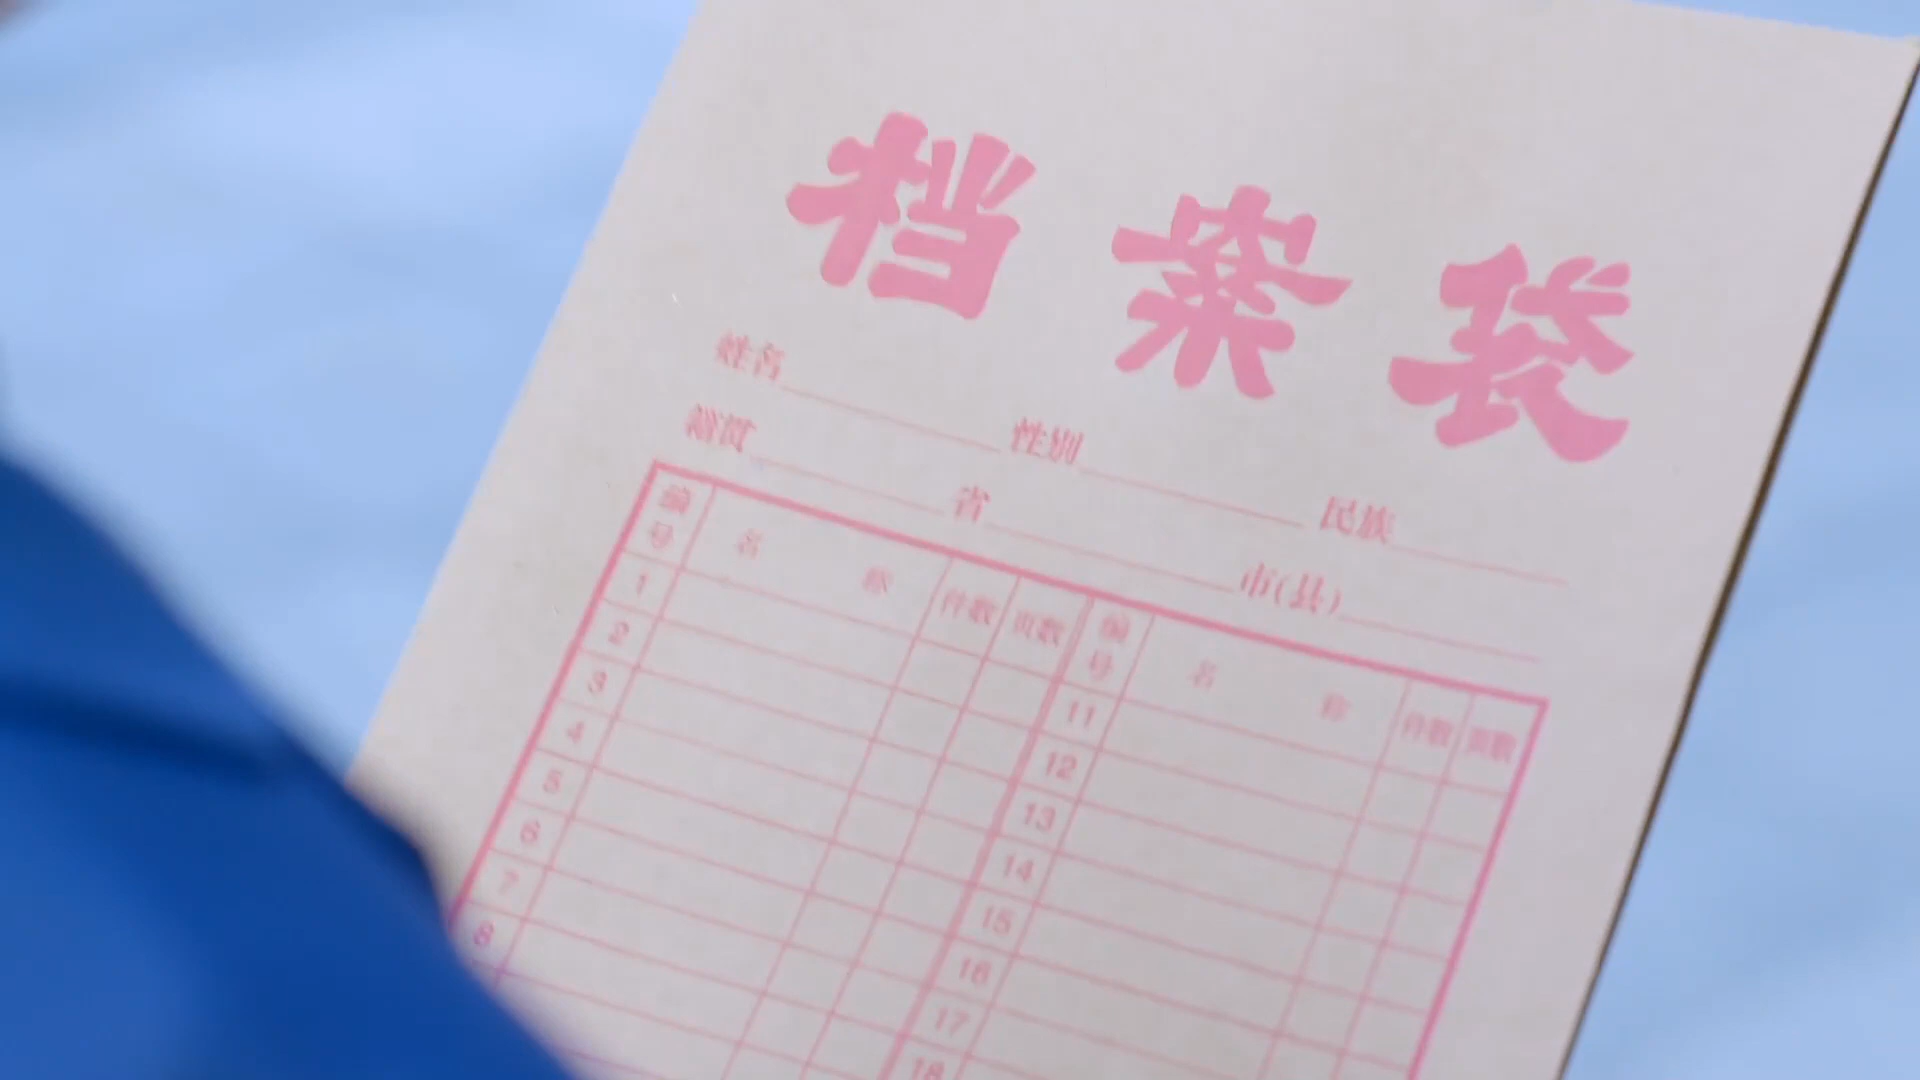 档案袋
姓名 性别 民族
籍贯 省 市(县)
编号 名称 件数 页数 编号 名称 件数 页数
1 11
2 12
3 13
4 14
5 15
6 16
7 17
8 18